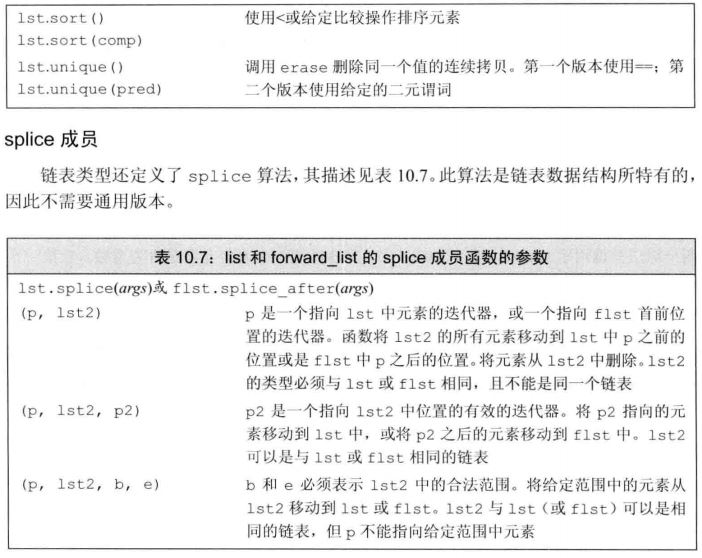 lst.sort() 使用<或给定比较操作排序元素
lst.sort(comp)
lst.unique() 调用 erase 删除同一个值的连续拷贝。第一个版本使用==；第
lst.unique(pred) 二个版本使用给定的二元谓词
splice 成员
链表类型还定义了 splice 算法，其描述见表 10.7。此算法是链表数据结构所特有的，
因此不需要通用版本。
表 10.7：list 和 forward_list 的 splice 成员函数的参数
lst.splice(args)或 flst.splice_after(args)
(p, lst2) p 是一个指向 lst 中元素的迭代器，或一个指向 flst 首前位
置的迭代器。函数将 lst2 的所有元素移动到 lst 中 p 之前的
位置或是 flst 中 p 之后的位置。将元素从 lst2 中删除。lst2
的类型必须与 lst 或 flst 相同，且不能是同一个链表
(p, lst2, p2) p2 是一个指向 lst2 中位置的有效的迭代器。将 p2 指向的元
素移动到 lst 中，或将 p2 之后的元素移动到 flst 中。lst2
可以是与 lst 或 flst 相同的链表
(p, lst2, b, e) b 和 e 必须表示 lst2 中的合法范围。将给定范围中的元素从
lst2 移动到 lst 或 flst。lst2 与 lst（或 flst）可以是相
同的链表，但 p 不能指向给定范围中元素